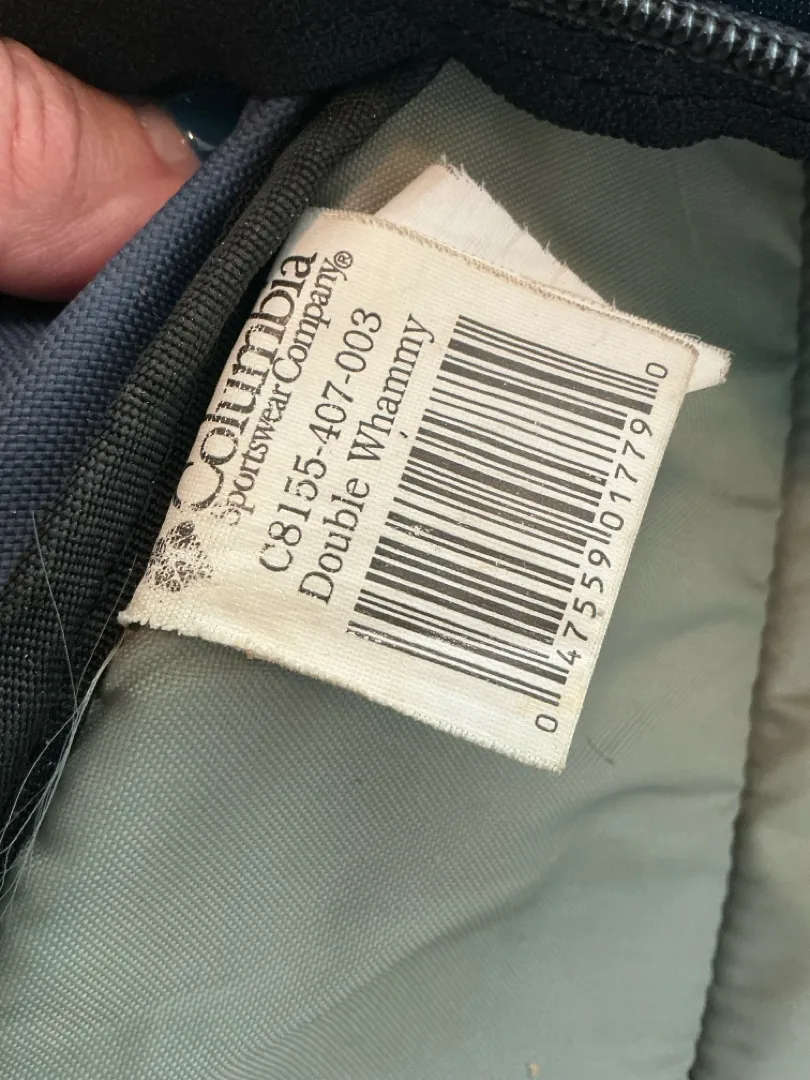 Columbia
Sportswear Company®
C8155-407-003
Double Whammy
0 47559 01779 0